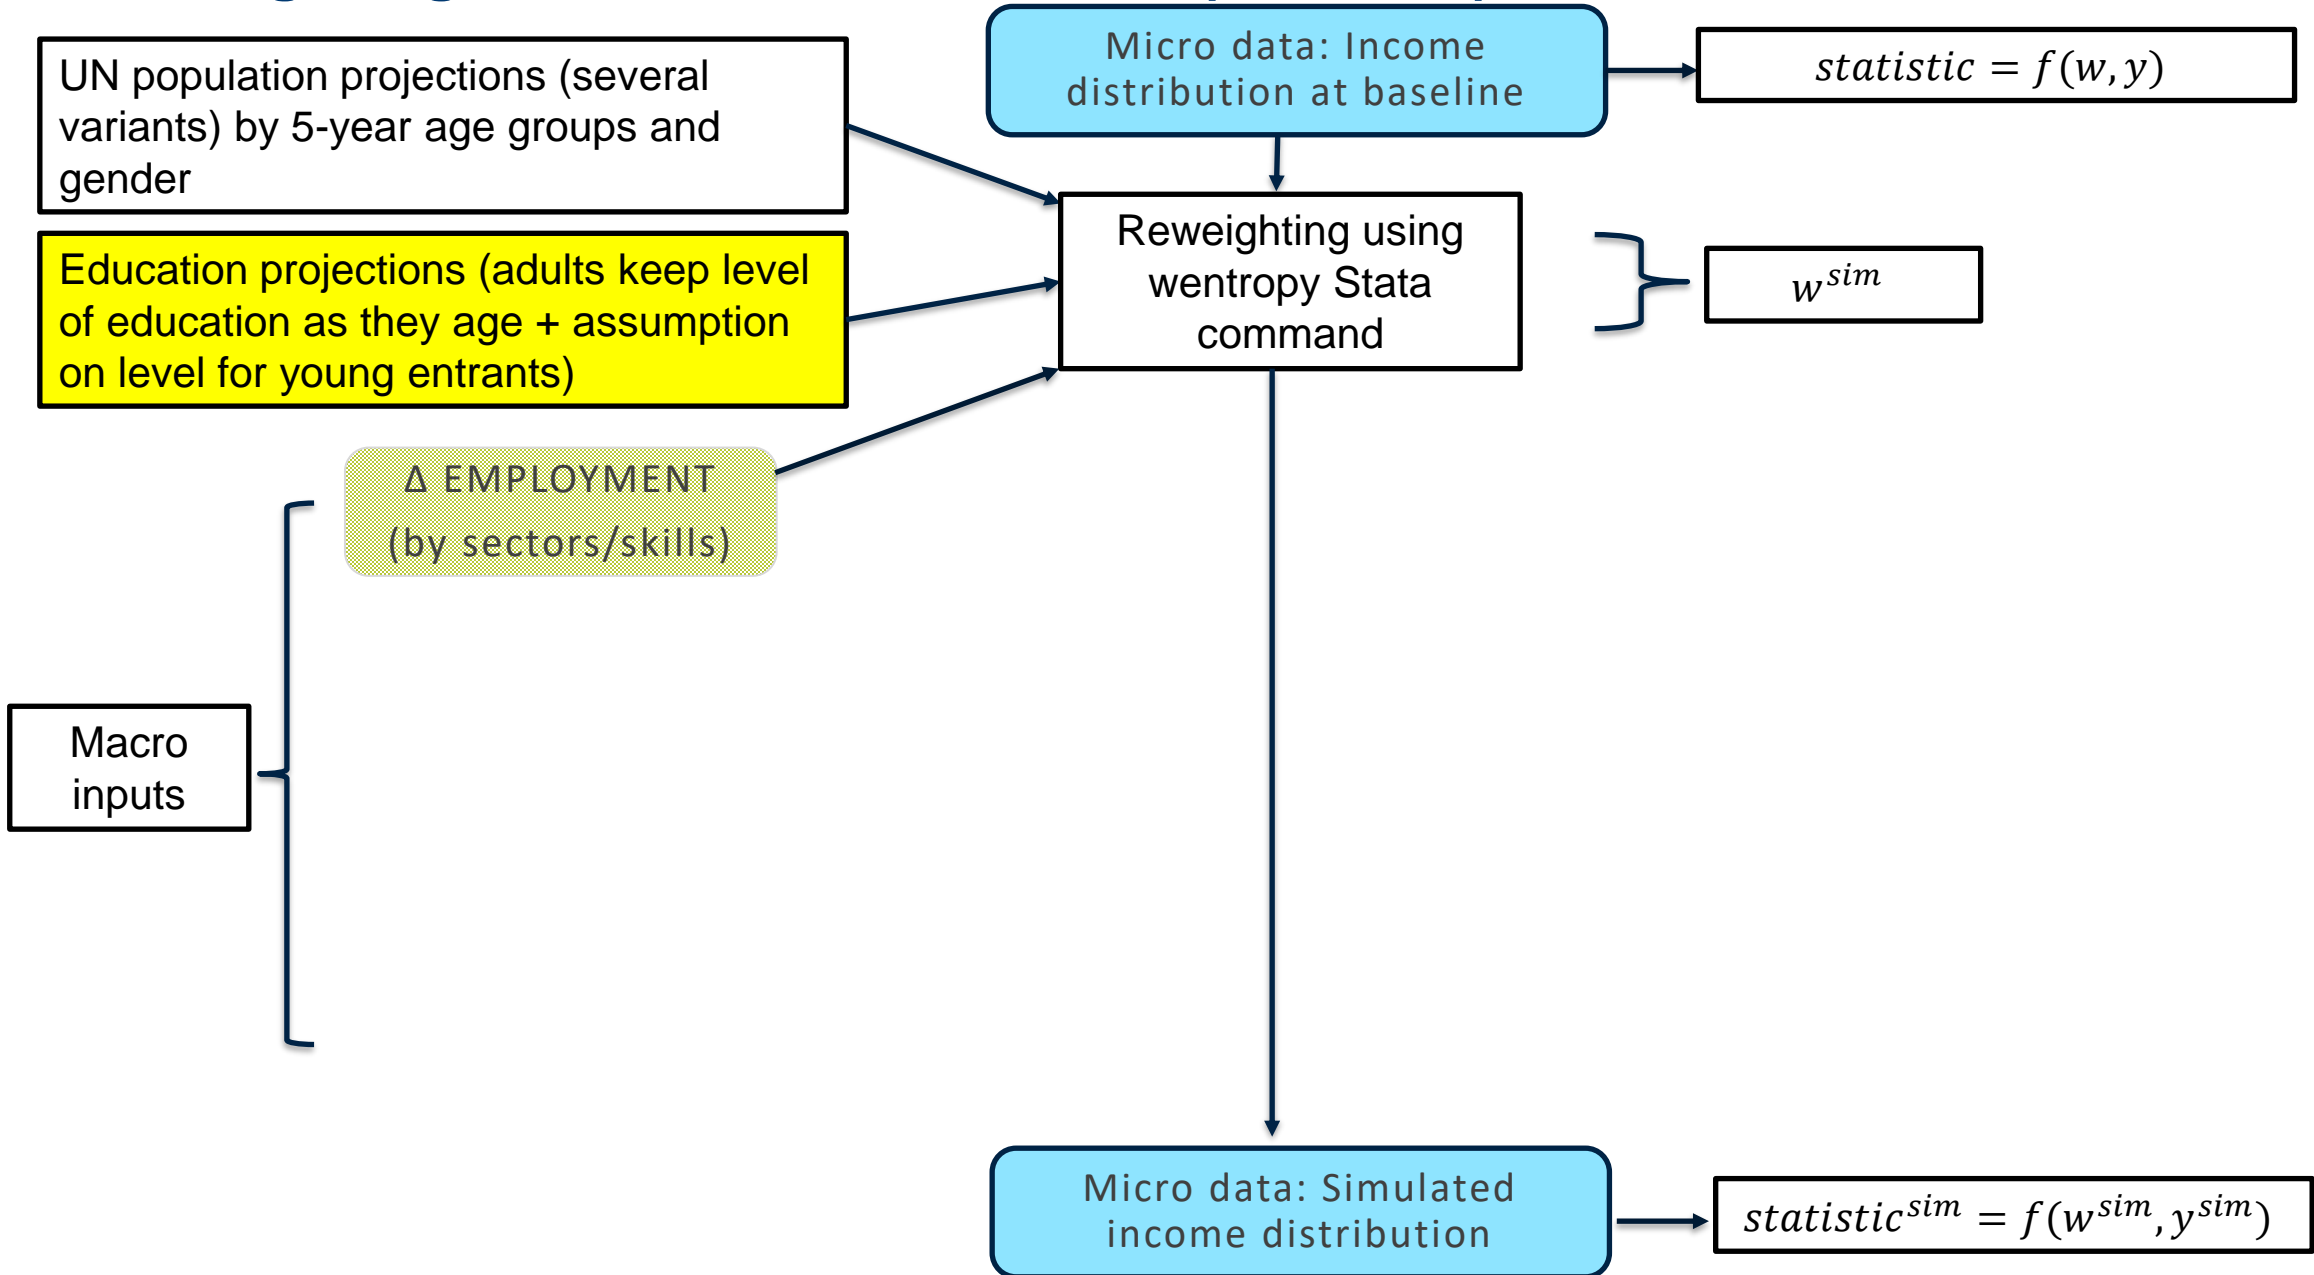 UN population projections (several
variants) by 5-year age groups and
gender
Micro data: Income
distribution at baseline
statistic = f(w, y)
Education projections (adults keep level
of education as they age + assumption
on level for young entrants)
Reweighting using
wentropy Stata
command
w^{sim}
Δ EMPLOYMENT
(by sectors/skills)
Macro
inputs
Micro data: Simulated
income distribution
statistic^{sim} = f(w^{sim}, y^{sim})